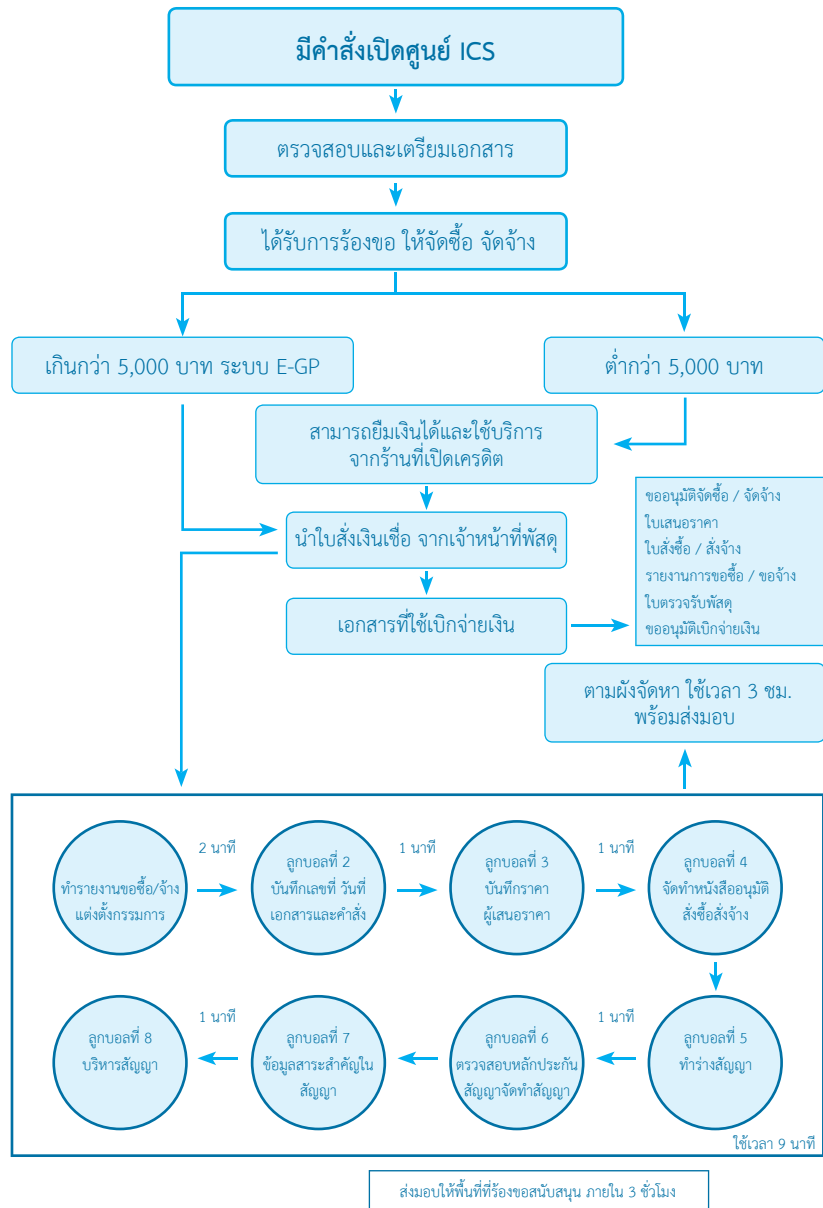 มีคำสั่งเปิดศูนย์ ICS
ตรวจสอบและเตรียมเอกสาร
ได้รับการร้องขอ ให้จัดซื้อ จัดจ้าง
เกินกว่า 5,000 บาท ระบบ E-GP
ต่ำกว่า 5,000 บาท
สามารถยืมเงินได้และใช้บริการ
จากร้านที่เปิดเครดิต
นำใบสั่งเงินเชื่อ จากเจ้าหน้าที่พัสดุ
เอกสารที่ใช้เบิกจ่ายเงิน
ขออนุมัติจัดซื้อ / จัดจ้าง
ใบเสนอราคา
ใบสั่งซื้อ / สั่งจ้าง
รายงานการขอซื้อ / ขอจ้าง
ใบตรวจรับพัสดุ
ขออนุมัติเบิกจ่ายเงิน
ตามผังจัดหา ใช้เวลา 3 ชม.
พร้อมส่งมอบ
ทำรายงานขอซื้อ/จ้าง
แต่งตั้งกรรมการ
2 นาที
ลูกบอลที่ 2
บันทึกเลขที่ วันที่
เอกสารและคำสั่ง
1 นาที
ลูกบอลที่ 3
บันทึกราคา
ผู้เสนอราคา
1 นาที
ลูกบอลที่ 4
จัดทำหนังสืออนุมัติ
สั่งซื้อสั่งจ้าง
ลูกบอลที่ 8
บริหารสัญญา
1 นาที
ลูกบอลที่ 7
ข้อมูลสาระสำคัญใน
สัญญา
ลูกบอลที่ 6
ตรวจสอบหลักประกัน
สัญญาจัดทำสัญญา
1 นาที
ลูกบอลที่ 5
ทำร่างสัญญา
ใช้เวลา 9 นาที
ส่งมอบให้พื้นที่ที่ร้องขอสนับสนุน ภายใน 3 ชั่วโมง